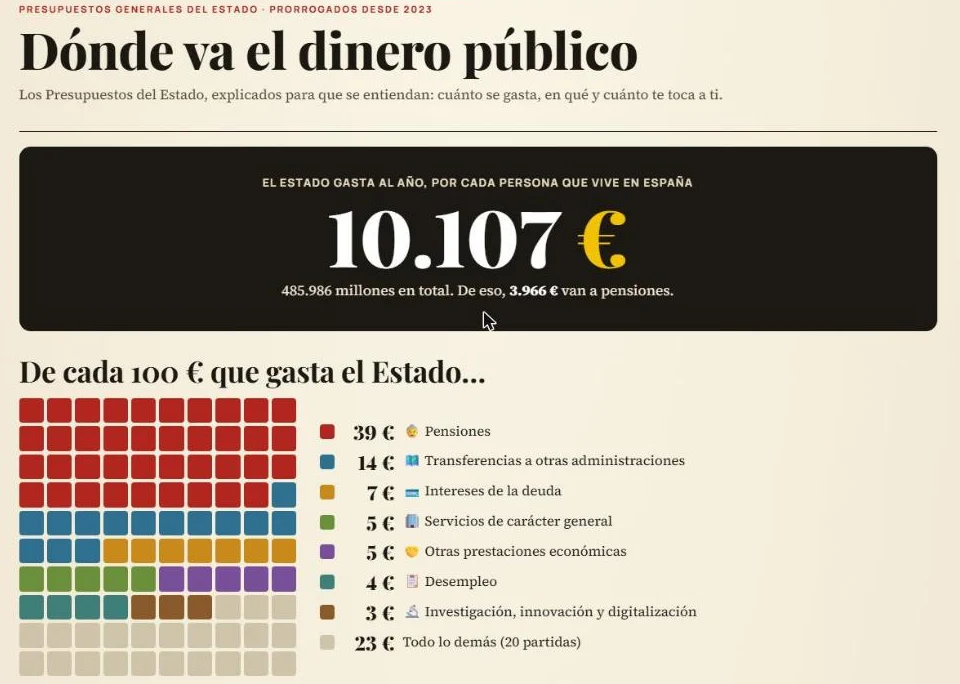 PRESUPUESTOS GENERALES DEL ESTADO · PRORROGADOS DESDE 2023
Dónde va el dinero público
Los Presupuestos del Estado, explicados para que se entiendan: cuánto se gasta, en qué y cuánto te toca a ti.
EL ESTADO GASTA AL AÑO, POR CADA PERSONA QUE VIVE EN ESPAÑA
10.107 €
485.986 millones en total. De eso, 3.966 € van a pensiones.
De cada 100 € que gasta el Estado...
39 € Pensiones
14 € Transferencias a otras administraciones
7 € Intereses de la deuda
5 € Servicios de carácter general
5 € Otras prestaciones económicas
4 € Desempleo
3 € Investigación, innovación y digitalización
23 € Todo lo demás (20 partidas)